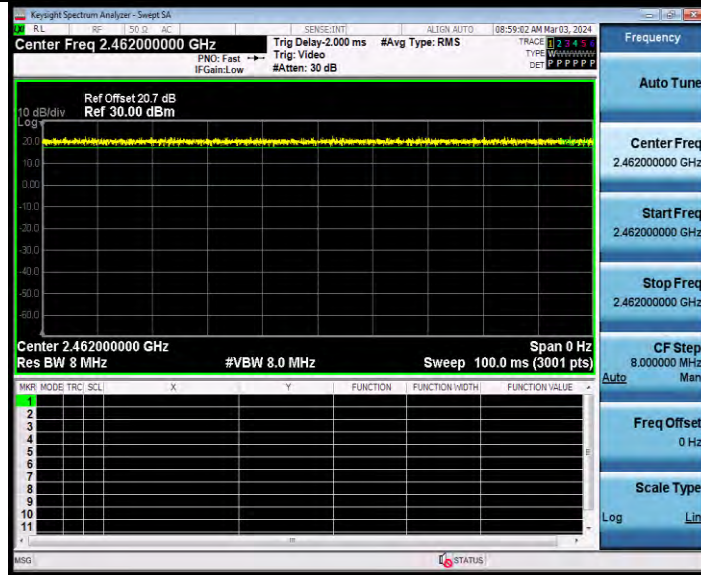 Keysight Spectrum Analyzer - Swept SA
LXI RL RF 50 Ω AC SENSE:INT ALIGN AUTO 08:59:02 AM Mar 03, 2024
Center Freq 2.462000000 GHz
PNO: Fast
IFGain:Low
Trig Delay-2.000 ms
Trig: Video
#Atten: 30 dB
#Avg Type: RMS
TRACE 1 2 3 4 5 6
TYPE WWWWWW
DET P P P P P P
Ref Offset 20.7 dB
10 dB/div Ref 30.00 dBm
Log
20.0
10.0
0.00
-10.0
-20.0
-30.0
-40.0
-50.0
-60.0
Center 2.462000000 GHz Span 0 Hz
Res BW 8 MHz #VBW 8.0 MHz Sweep 100.0 ms (3001 pts)
MKR MODE TRC SCL X Y FUNCTION FUNCTION WIDTH FUNCTION VALUE
1
2
3
4
5
6
7
8
9
10
11
MSG STATUS
Frequency
Auto Tune
Center Freq
2.462000000 GHz
Start Freq
2.462000000 GHz
Stop Freq
2.462000000 GHz
CF Step
8.000000 MHz
Auto Man
Freq Offset
0 Hz
Scale Type
Log Lin